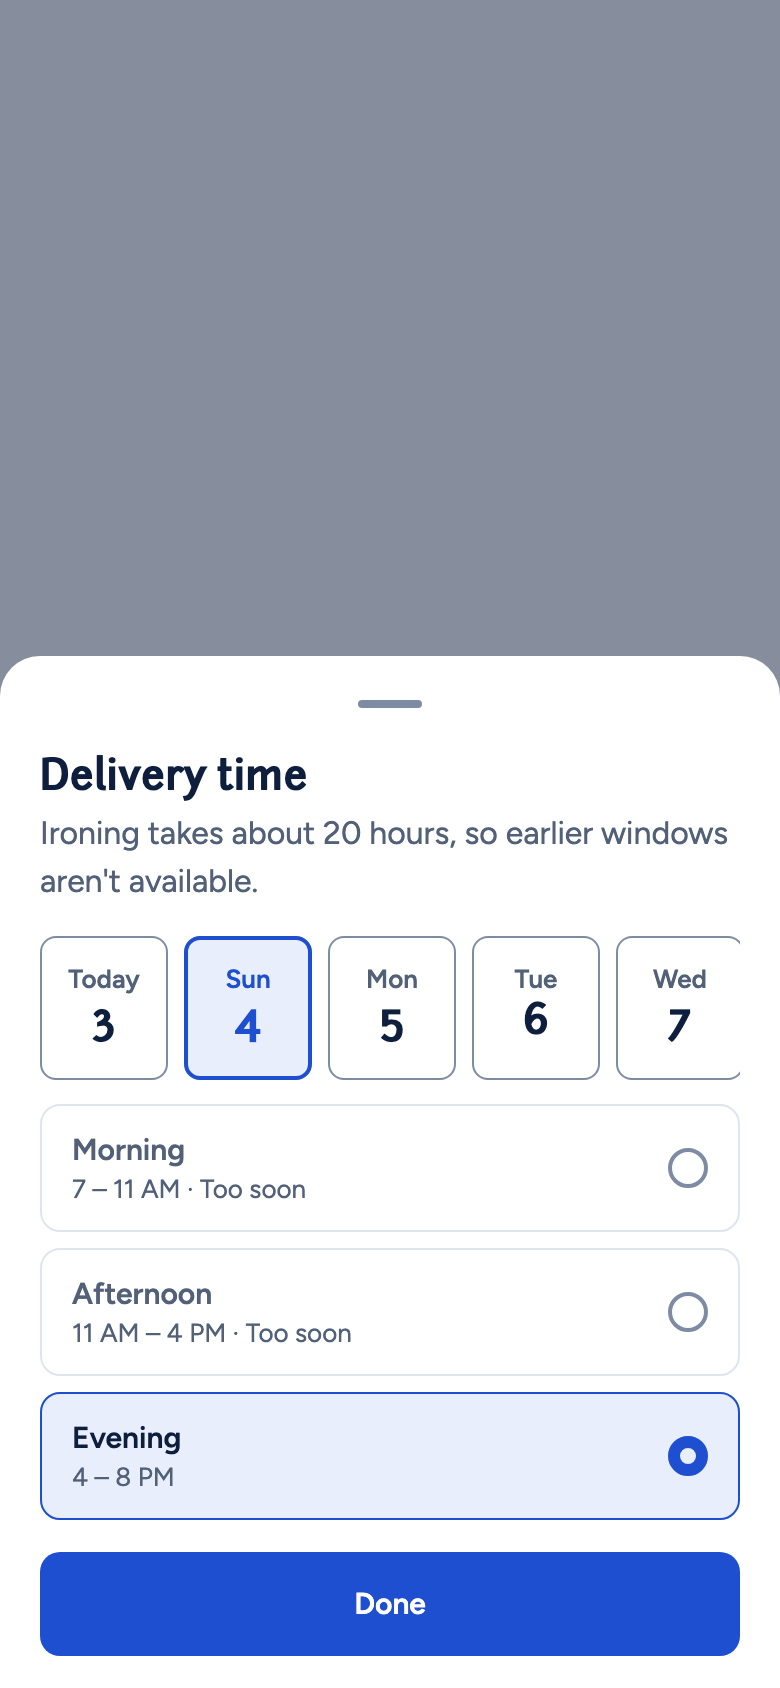 Delivery time
Ironing takes about 20 hours, so earlier windows
aren't available.
Today Sun Mon Tue Wed
3 4 5 6 7
Morning
7 – 11 AM · Too soon
Afternoon
11 AM – 4 PM · Too soon
Evening
4 – 8 PM
Done